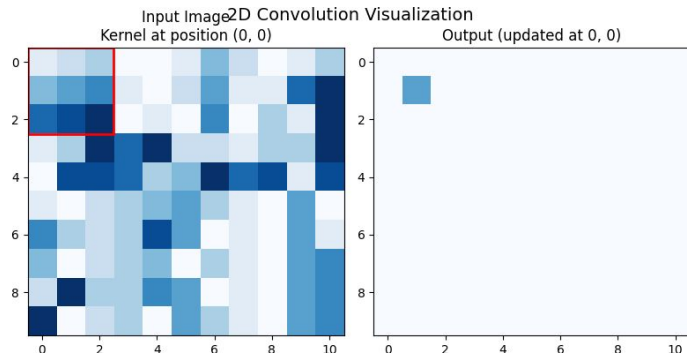 2D Convolution Visualization
Input Image
Kernel at position (0, 0)
Output (updated at 0, 0)
0
2
4
6
8
0 2 4 6 8 10
0
2
4
6
8
0 2 4 6 8 10